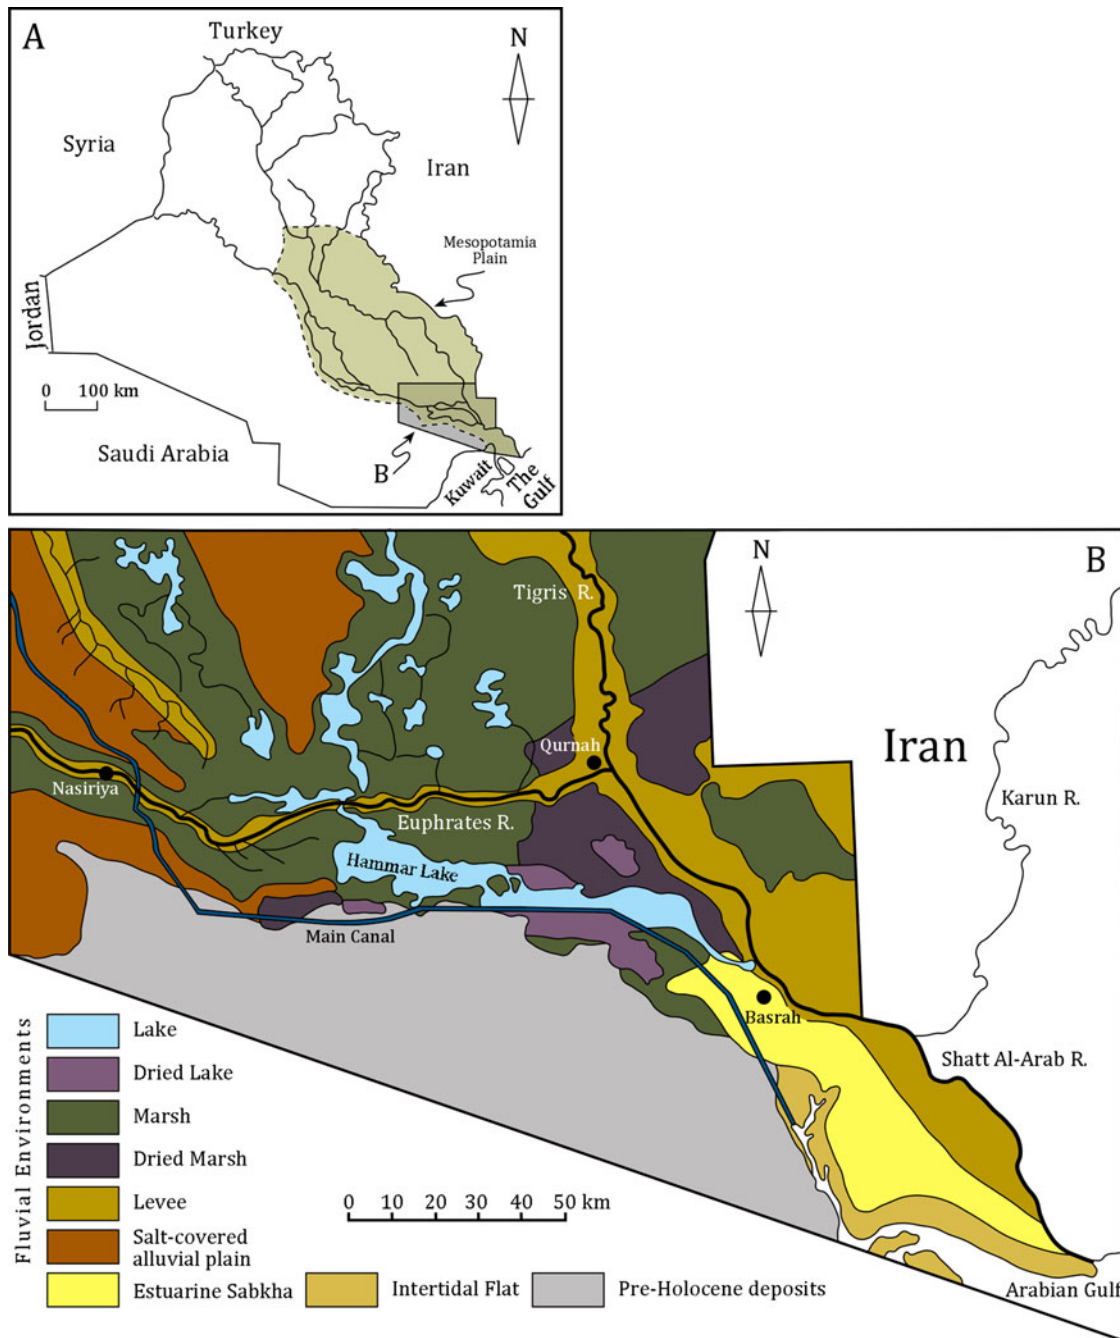 A
Turkey
N
Syria
Iran
Mesopotamia
Plain
Jordan
0 100 km
Saudi Arabia
B
Kuwait
The
Gulf
N
B
Tigris R.
Iran
Qurnah
Nasiriya
Karun R.
Euphrates R.
Hammar Lake
Main Canal
Basrah
Shatt Al-Arab R.
Fluvial Environments
Lake
Dried Lake
Marsh
Dried Marsh
Levee
Salt-covered
alluvial plain
0 10 20 30 40 50 km
Estuarine Sabkha
Intertidal Flat
Pre-Holocene deposits
Arabian Gulf